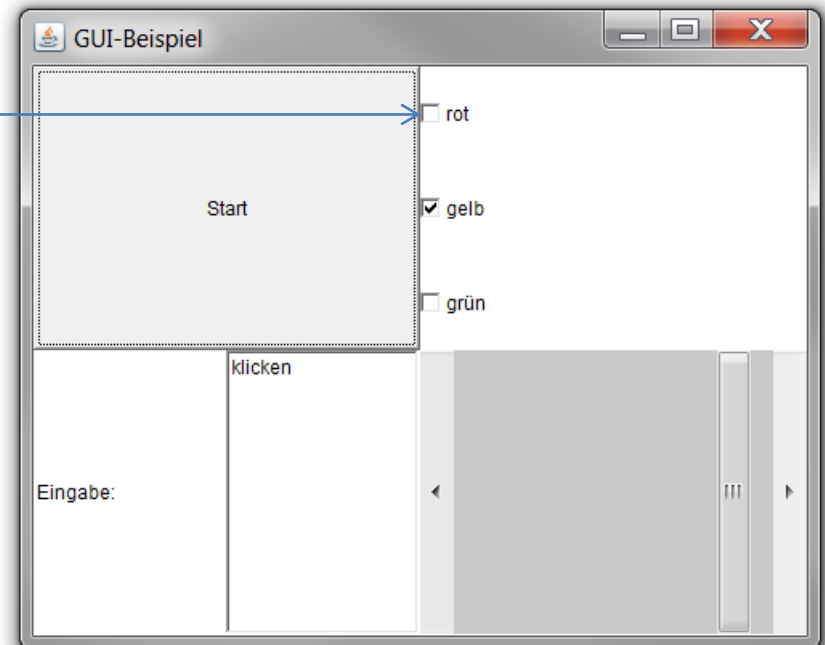 GUI-Beispiel
Start
rot
gelb
grün
Eingabe:
klicken